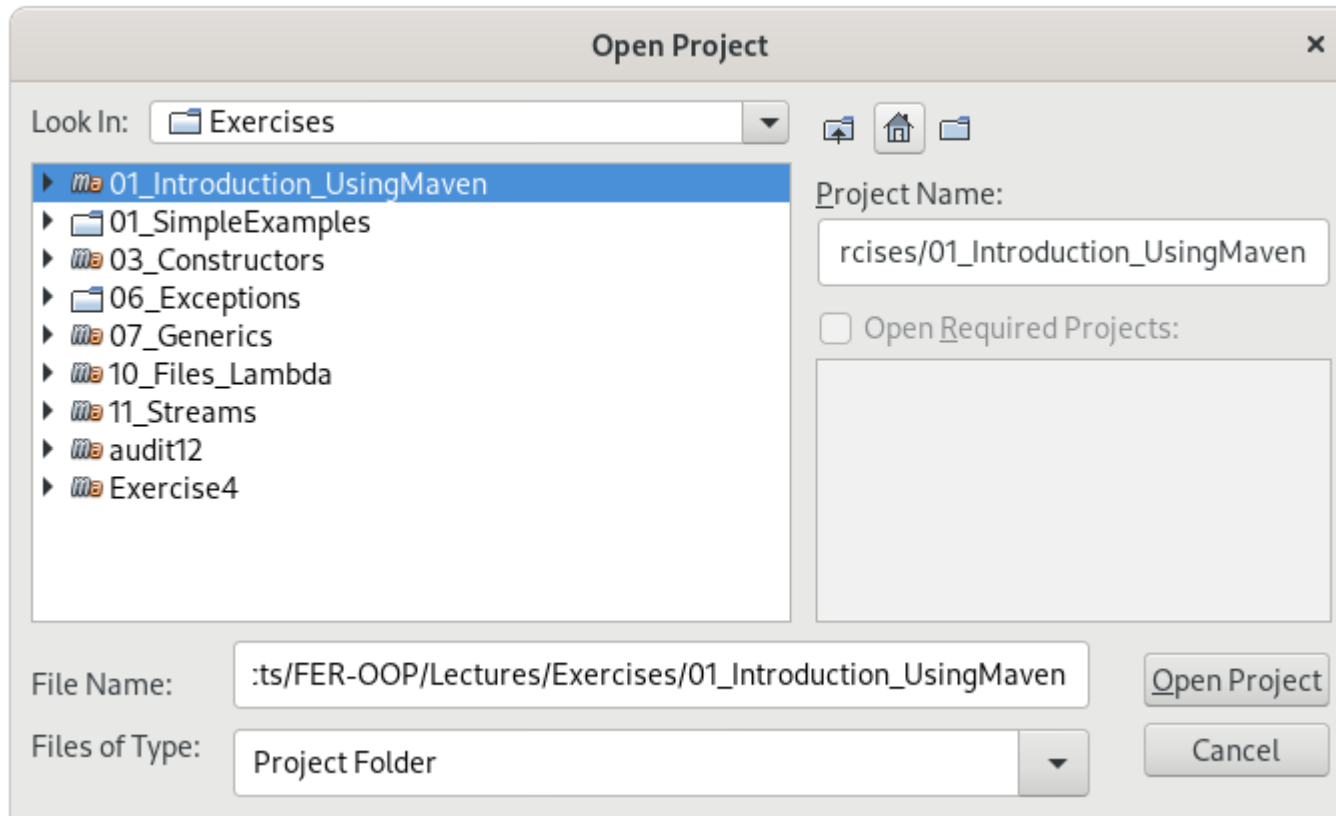 Open Project
Look In:
Exercises
01_Introduction_UsingMaven
01_SimpleExamples
03_Constructors
06_Exceptions
07_Generics
10_Files_Lambda
11_Streams
audit12
Exercise4
Project Name:
rcises/01_Introduction_UsingMaven
Open Required Projects:
File Name:
:ts/FER-OOP/Lectures/Exercises/01_Introduction_UsingMaven
Open Project
Files of Type:
Project Folder
Cancel